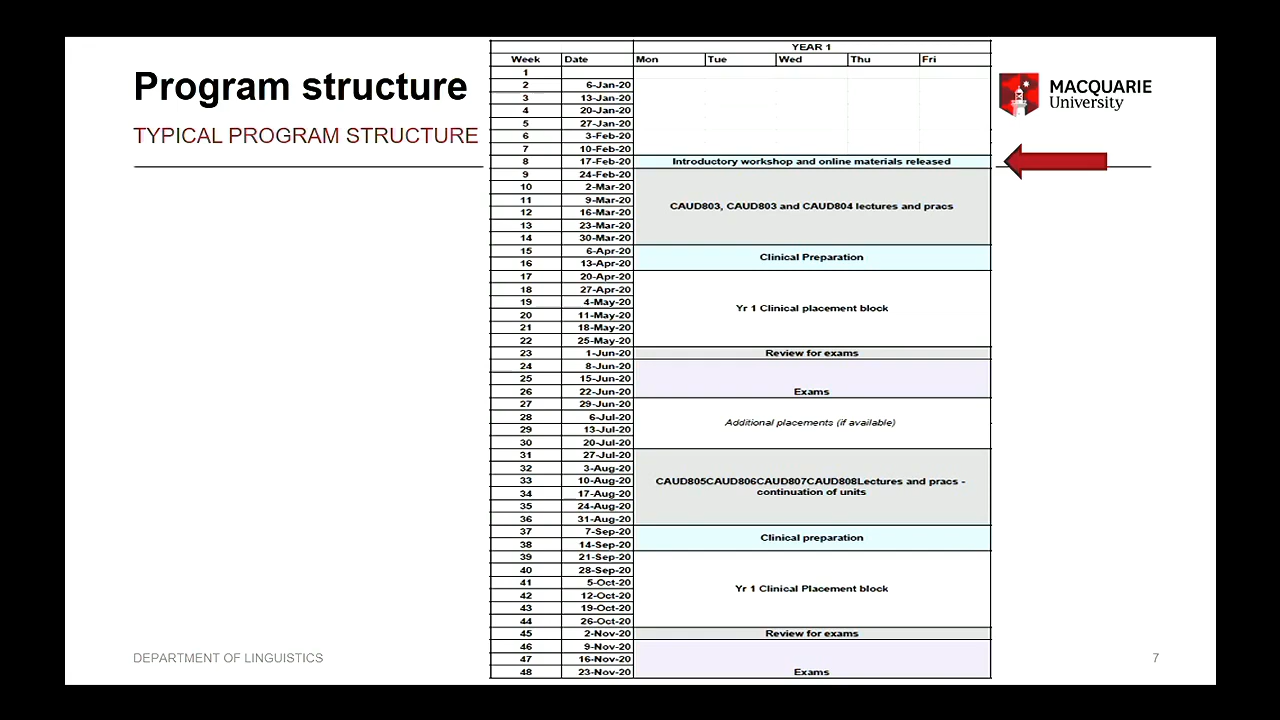 Program structure
TYPICAL PROGRAM STRUCTURE
MACQUARIE
University
YEAR 1
Week Date Mon Tue Wed Thu Fri
1
2 6-Jan-20
3 13-Jan-20
4 20-Jan-20
5 27-Jan-20
6 3-Feb-20
7 10-Feb-20
8 17-Feb-20 Introductory workshop and online materials released
9 24-Feb-20
10 2-Mar-20
11 9-Mar-20
CAUD803, CAUD803 and CAUD804 lectures and pracs
12 16-Mar-20
13 23-Mar-20
14 30-Mar-20
15 6-Apr-20
Clinical Preparation
16 13-Apr-20
17 20-Apr-20
18 27-Apr-20
19 4-May-20
Yr 1 Clinical placement block
20 11-May-20
21 18-May-20
22 25-May-20
23 1-Jun-20 Review for exams
24 8-Jun-20
25 15-Jun-20
26 22-Jun-20 Exams
27 29-Jun-20
28 6-Jul-20
Additional placements (if available)
29 13-Jul-20
30 20-Jul-20
31 27-Jul-20
32 3-Aug-20
33 10-Aug-20 CAUD805CAUD806CAUD807CAUD808Lectures and pracs -
34 17-Aug-20 continuation of units
35 24-Aug-20
36 31-Aug-20
37 7-Sep-20
Clinical preparation
38 14-Sep-20
39 21-Sep-20
40 28-Sep-20
41 5-Oct-20
Yr 1 Clinical Placement block
42 12-Oct-20
43 19-Oct-20
44 26-Oct-20
45 2-Nov-20 Review for exams
46 9-Nov-20
47 16-Nov-20
48 23-Nov-20 Exams
DEPARTMENT OF LINGUISTICS
7